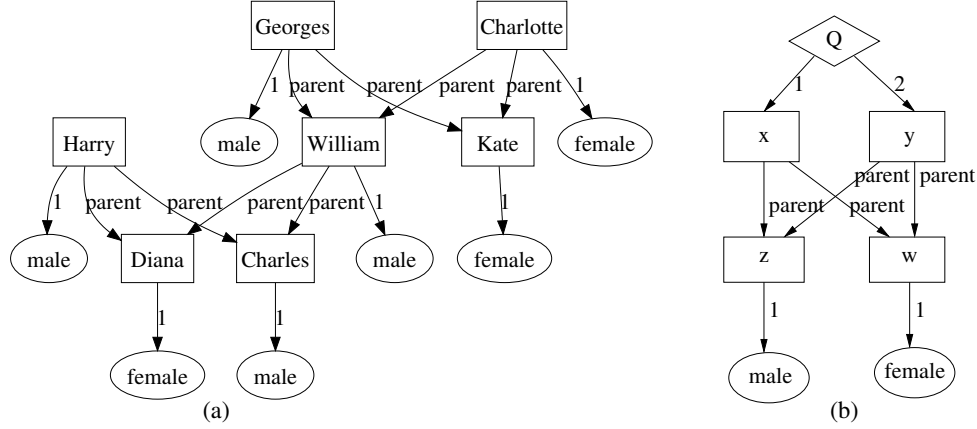 Georges Charlotte
1 parent parent parent parent 1
male William Kate female
Harry
1 parent parent parent parent 1 1
male Diana Charles male female
1 1
female male
(a)
Q
1 2
x y
parent parent
parent parent
z w
1 1
male female
(b)